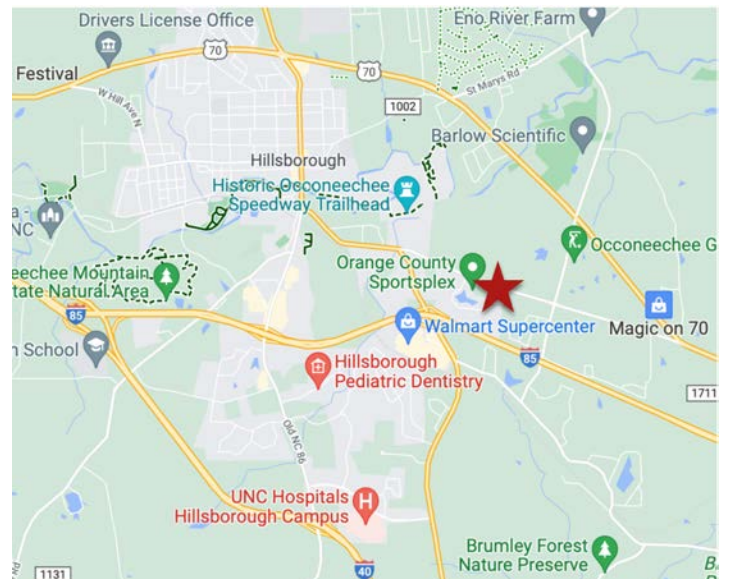 Drivers License Office
Eno River Farm
70
Festival
70
W Hill Ave N
St Marys Rd
1002
Barlow Scientific
Hillsborough
Historic Occoneechee
Speedway Trailhead
NC
Occoneechee G
Orange County
Sportsplex
eechee Mountain
tate Natural Area
85
Walmart Supercenter
Magic on 70
n School
85
Hillsborough
Pediatric Dentistry
1711
Old NC 86
UNC Hospitals
Hillsborough Campus
H
Brumley Forest
Nature Preserve
40
1131
Rd